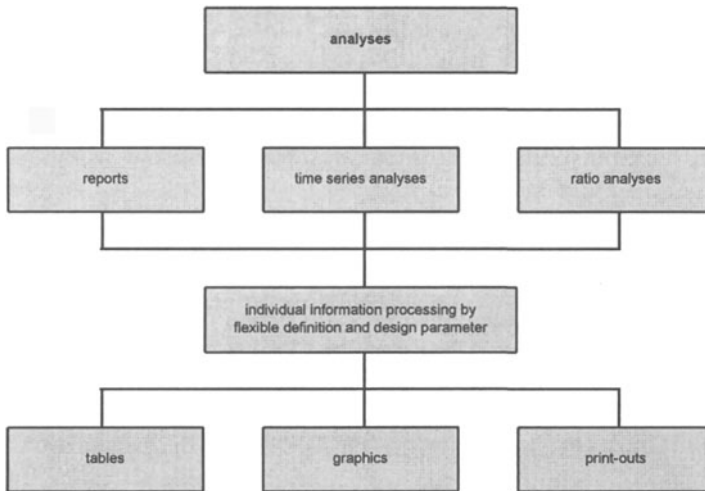 analyses
reports
time series analyses
ratio analyses
individual information processing by
flexible definition and design parameter
tables
graphics
print-outs